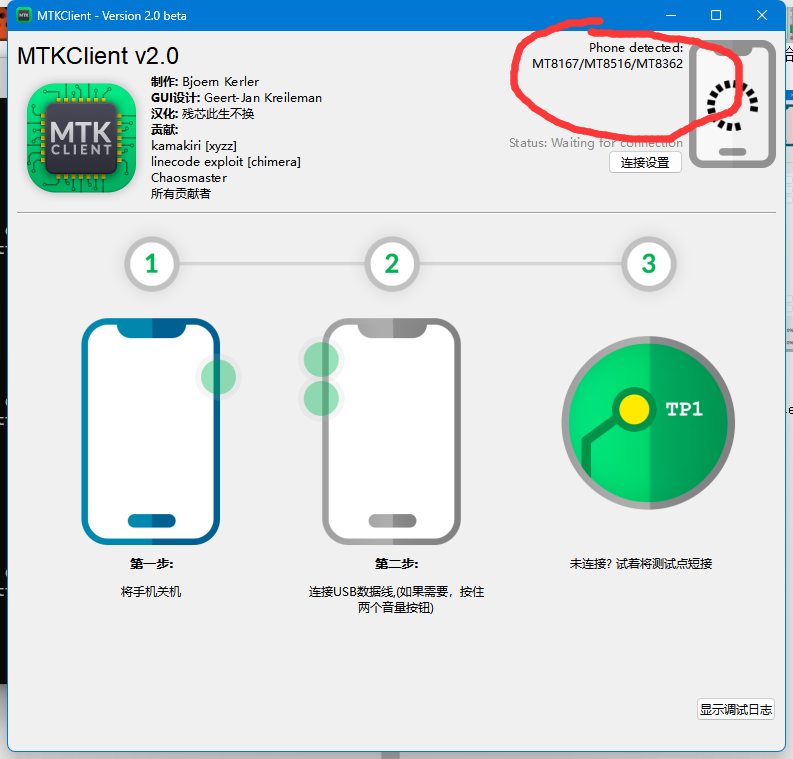 MTKClient - Version 2.0 beta
MTKClient v2.0
Phone detected:
MT8167/MT8516/MT8362
制作: Bjoern Kerler
GUI设计: Geert-Jan Kreileman
汉化: 残芯此生不换
贡献:
kamakiri [xyzz]
linecode exploit [chimera]
Chaosmaster
所有贡献者
MTK
CLIENT
Status: Waiting for connection
连接设置
1
2
3
TP1
第一步:
将手机关机
第二步:
连接USB数据线,(如果需要，按住
两个音量按钮)
未连接? 试着将测试点短接
显示调试日志